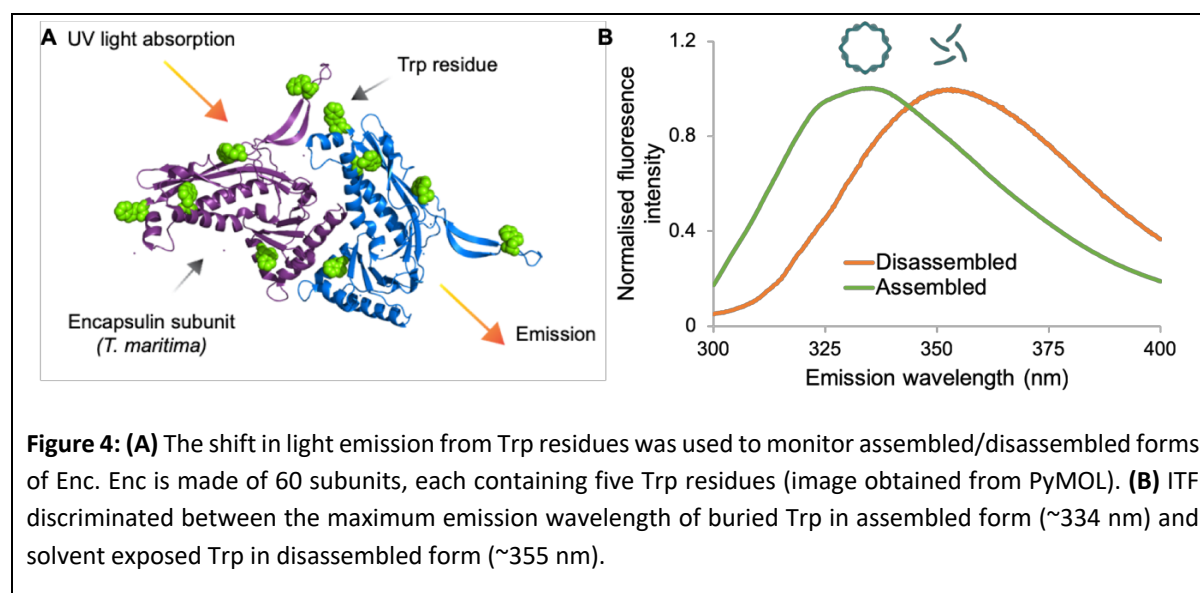 A
UV light absorption
Trp residue
Encapsulin subunit
(T. maritima)
Emission
B
Normalised fluoresence
intensity
1.2
0.8
0.4
0
Disassembled
Assembled
300
325
350
375
400
Emission wavelength (nm)
Figure 4: (A) The shift in light emission from Trp residues was used to monitor assembled/disassembled forms
of Enc. Enc is made of 60 subunits, each containing five Trp residues (image obtained from PyMOL). (B) ITF
discriminated between the maximum emission wavelength of buried Trp in assembled form (~334 nm) and
solvent exposed Trp in disassembled form (~355 nm).